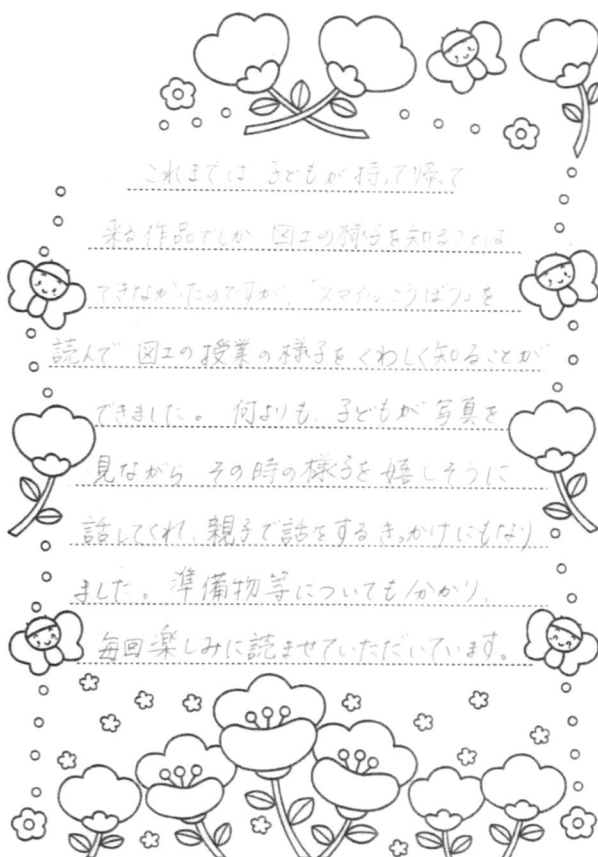 これまでは、子どもが持って帰って
来る作品でしか、図工の様子を知ることは
できなかったのですが、「スマイルこうぼう」を
読んで 図工の授業の様子をくわしく知ることが
できました。何よりも、子どもが写真を
見ながら その時の様子を嬉しそうに
話してくれ、親子で話をするきっかけにもなり
ました。準備物等についても分かり、
毎回楽しみに読ませていただいています。